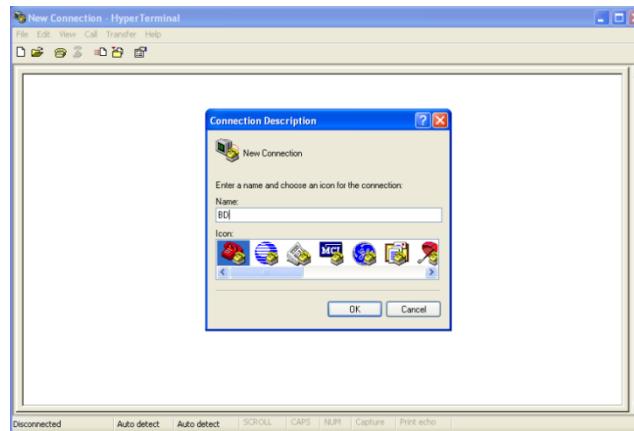 New Connection - HyperTerminal
File Edit View Call Transfer Help
Connection Description
New Connection
Enter a name and choose an icon for the connection:
Name:
BD
Icon:
MCI
OK Cancel
Disconnected Auto detect Auto detect SCROLL CAPS NUM Capture Print echo